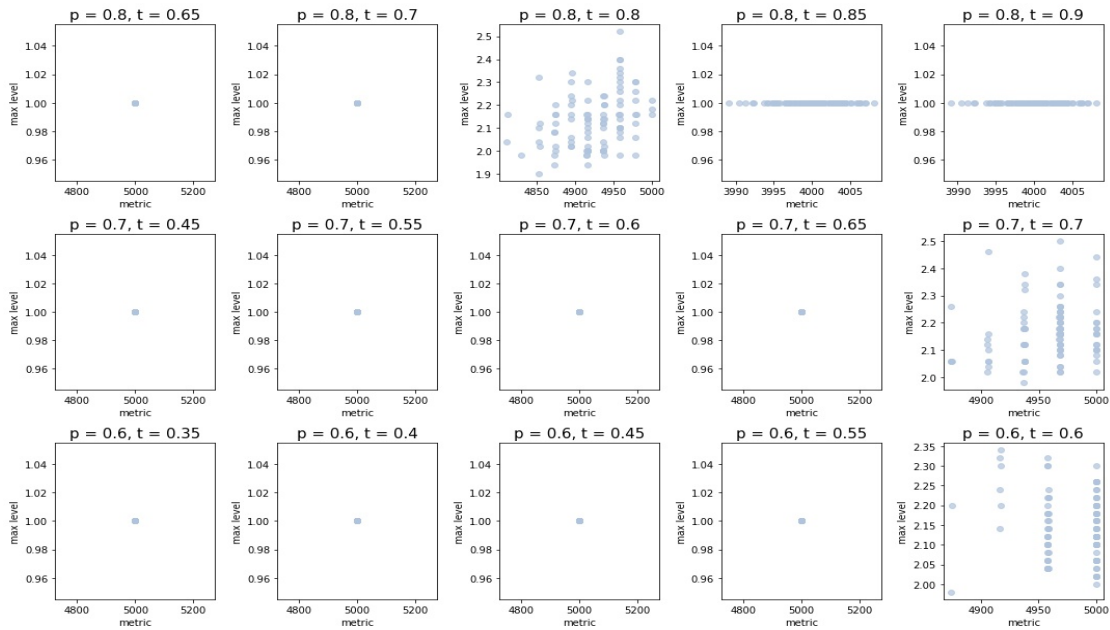 p = 0.8, t = 0.65
p = 0.8, t = 0.7
p = 0.8, t = 0.8
p = 0.8, t = 0.85
p = 0.8, t = 0.9
max level
1.04
1.02
1.00
0.98
0.96
4800 5000 5200
metric
max level
1.04
1.02
1.00
0.98
0.96
4800 5000 5200
metric
max level
2.5
2.4
2.3
2.2
2.1
2.0
1.9
4850 4900 4950 5000
metric
max level
1.04
1.02
1.00
0.98
0.96
3990 3995 4000 4005
metric
max level
1.04
1.02
1.00
0.98
0.96
3990 3995 4000 4005
metric
p = 0.7, t = 0.45
p = 0.7, t = 0.55
p = 0.7, t = 0.6
p = 0.7, t = 0.65
p = 0.7, t = 0.7
max level
1.04
1.02
1.00
0.98
0.96
4800 5000 5200
metric
max level
1.04
1.02
1.00
0.98
0.96
4800 5000 5200
metric
max level
1.04
1.02
1.00
0.98
0.96
4800 5000 5200
metric
max level
1.04
1.02
1.00
0.98
0.96
4800 5000 5200
metric
max level
2.5
2.4
2.3
2.2
2.1
2.0
4900 4950 5000
metric
p = 0.6, t = 0.35
p = 0.6, t = 0.4
p = 0.6, t = 0.45
p = 0.6, t = 0.55
p = 0.6, t = 0.6
max level
1.04
1.02
1.00
0.98
0.96
4800 5000 5200
metric
max level
1.04
1.02
1.00
0.98
0.96
4800 5000 5200
metric
max level
1.04
1.02
1.00
0.98
0.96
4800 5000 5200
metric
max level
1.04
1.02
1.00
0.98
0.96
4800 5000 5200
metric
max level
2.35
2.30
2.25
2.20
2.15
2.10
2.05
2.00
4900 4950 5000
metric